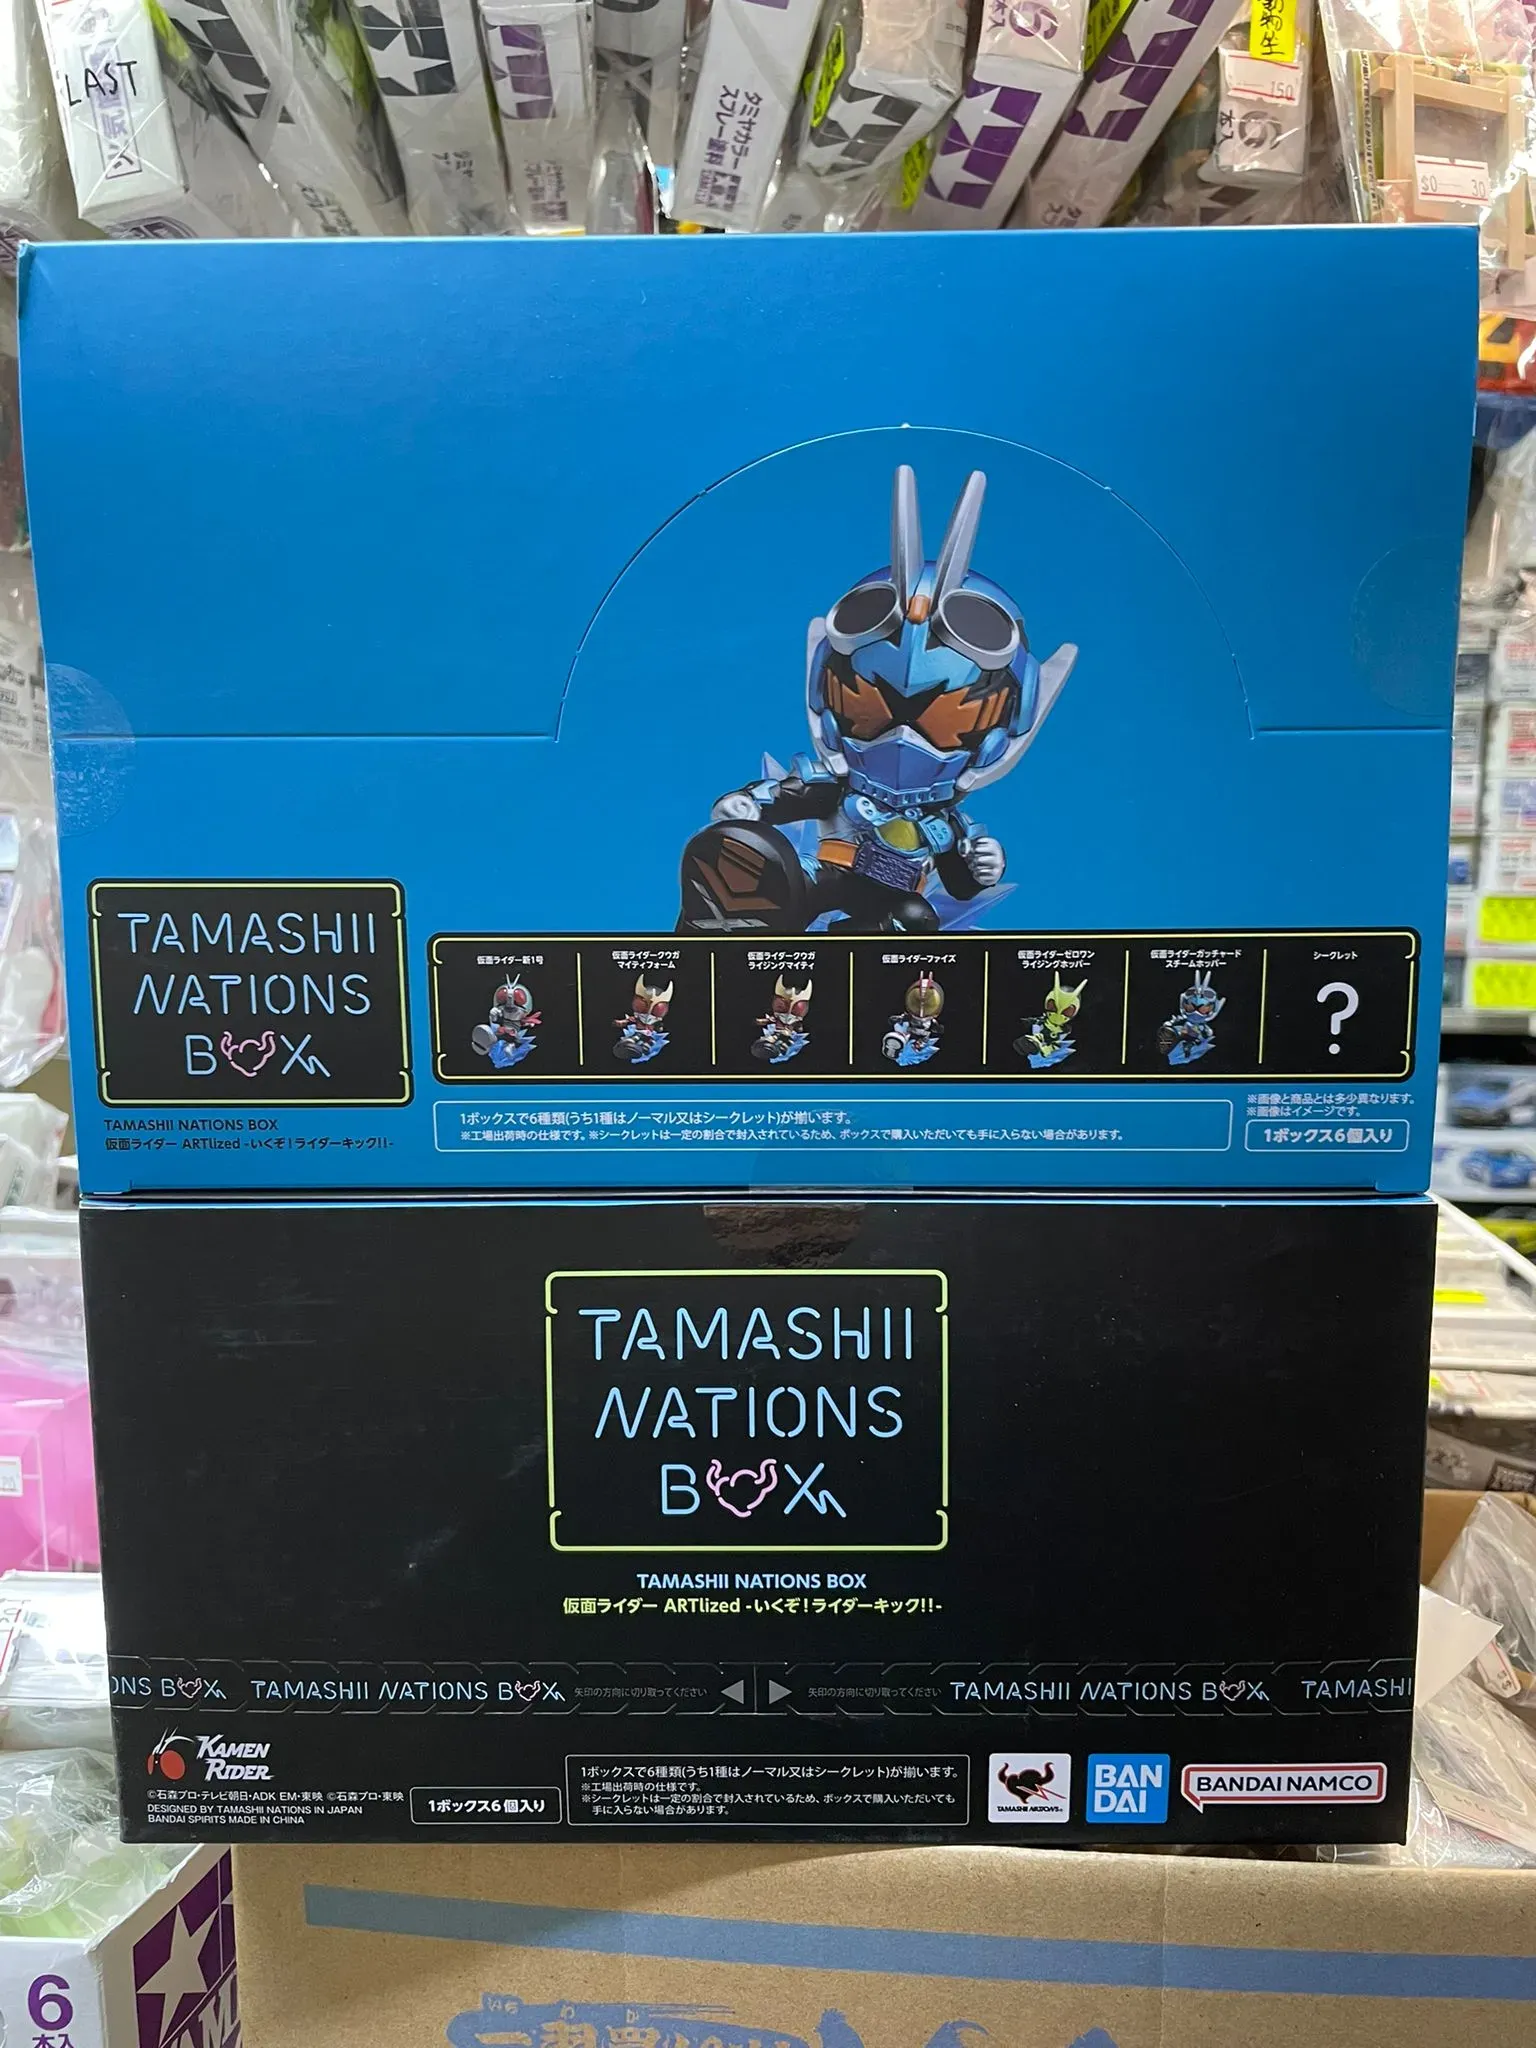 LAST
タミヤカラー
スプレー塗料
TAMIYA
6
本入
150
$0 30
TAMASHII
NATIONS
BOX
TAMASHII NATIONS BOX
仮面ライダー ARTlized -いくぞ!ライダーキック!!-
仮面ライダー新1号
仮面ライダークウガ
マイティフォーム
仮面ライダークウガ
ライジングマイティ
仮面ライダーファイズ
仮面ライダーゼロワン
ライジングホッパー
仮面ライダーガッチャード
スチームホッパー
シークレット
?
1ボックスで6種類(うち1種はノーマル又はシークレット)が揃います。
※工場出荷時の仕様です。※シークレットは一定の割合で封入されているため、ボックスで購入いただいても手に入らない場合があります。
※画像と商品とは多少異なります。
※画像はイメージです。
1ボックス6個入り
TAMASHII
NATIONS
BOX
TAMASHII NATIONS BOX
仮面ライダー ARTlized -いくぞ!ライダーキック!!-
ONS BOX TAMASHII NATIONS BOX 矢印の方向に切り取ってください 矢印の方向に切り取ってください TAMASHII NATIONS BOX TAMASHI
KAMEN
RIDER
©石森プロ・テレビ朝日・ADK EM・東映 ©石森プロ・東映
DESIGNED BY TAMASHII NATIONS IN JAPAN
BANDAI SPIRITS MADE IN CHINA
1ボックス6個入り
1ボックスで6種類(うち1種はノーマル又はシークレット)が揃います。
※工場出荷時の仕様です。
※シークレットは一定の割合で封入されているため、ボックスで購入いただいても
手に入らない場合があります。
TAMASHII NATIONS
BAN
DAI
BANDAI NAMCO
6
本入